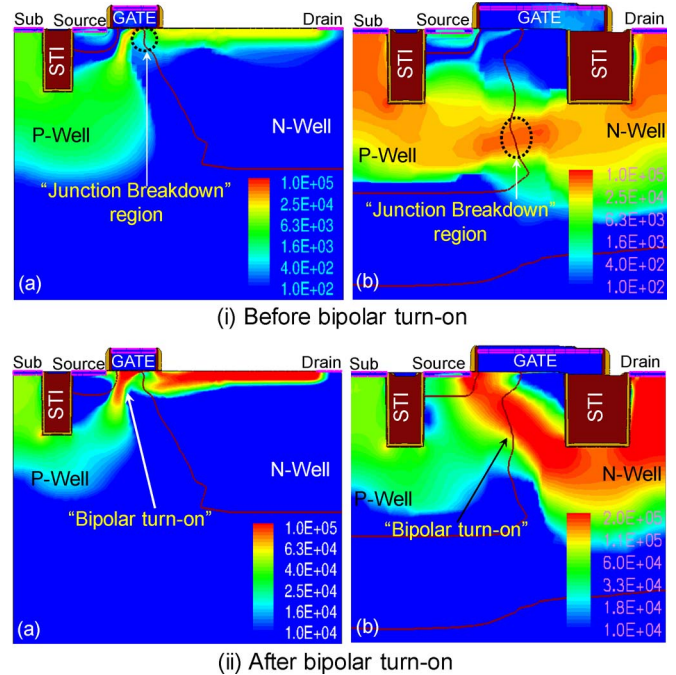 Sub Source GATE Drain
STI
P-Well
N-Well
"Junction Breakdown"
region
1.0E+05
2.5E+04
6.3E+03
1.6E+03
4.0E+02
1.0E+02
(a)
Sub Source GATE Drain
STI
STI
P-Well
N-Well
"Junction Breakdown"
region
1.0E+05
2.5E+04
6.3E+03
1.6E+03
4.0E+02
1.0E+02
(b)
(i) Before bipolar turn-on
Sub Source GATE Drain
STI
P-Well
N-Well
"Bipolar turn-on"
1.0E+05
6.3E+04
4.0E+04
2.5E+04
1.6E+04
1.0E+04
(a)
Sub Source GATE Drain
STI
STI
P-Well
N-Well
"Bipolar turn-on"
1.1E+05
6.0E+04
3.3E+04
1.8E+04
1.0E+04
(b)
(ii) After bipolar turn-on